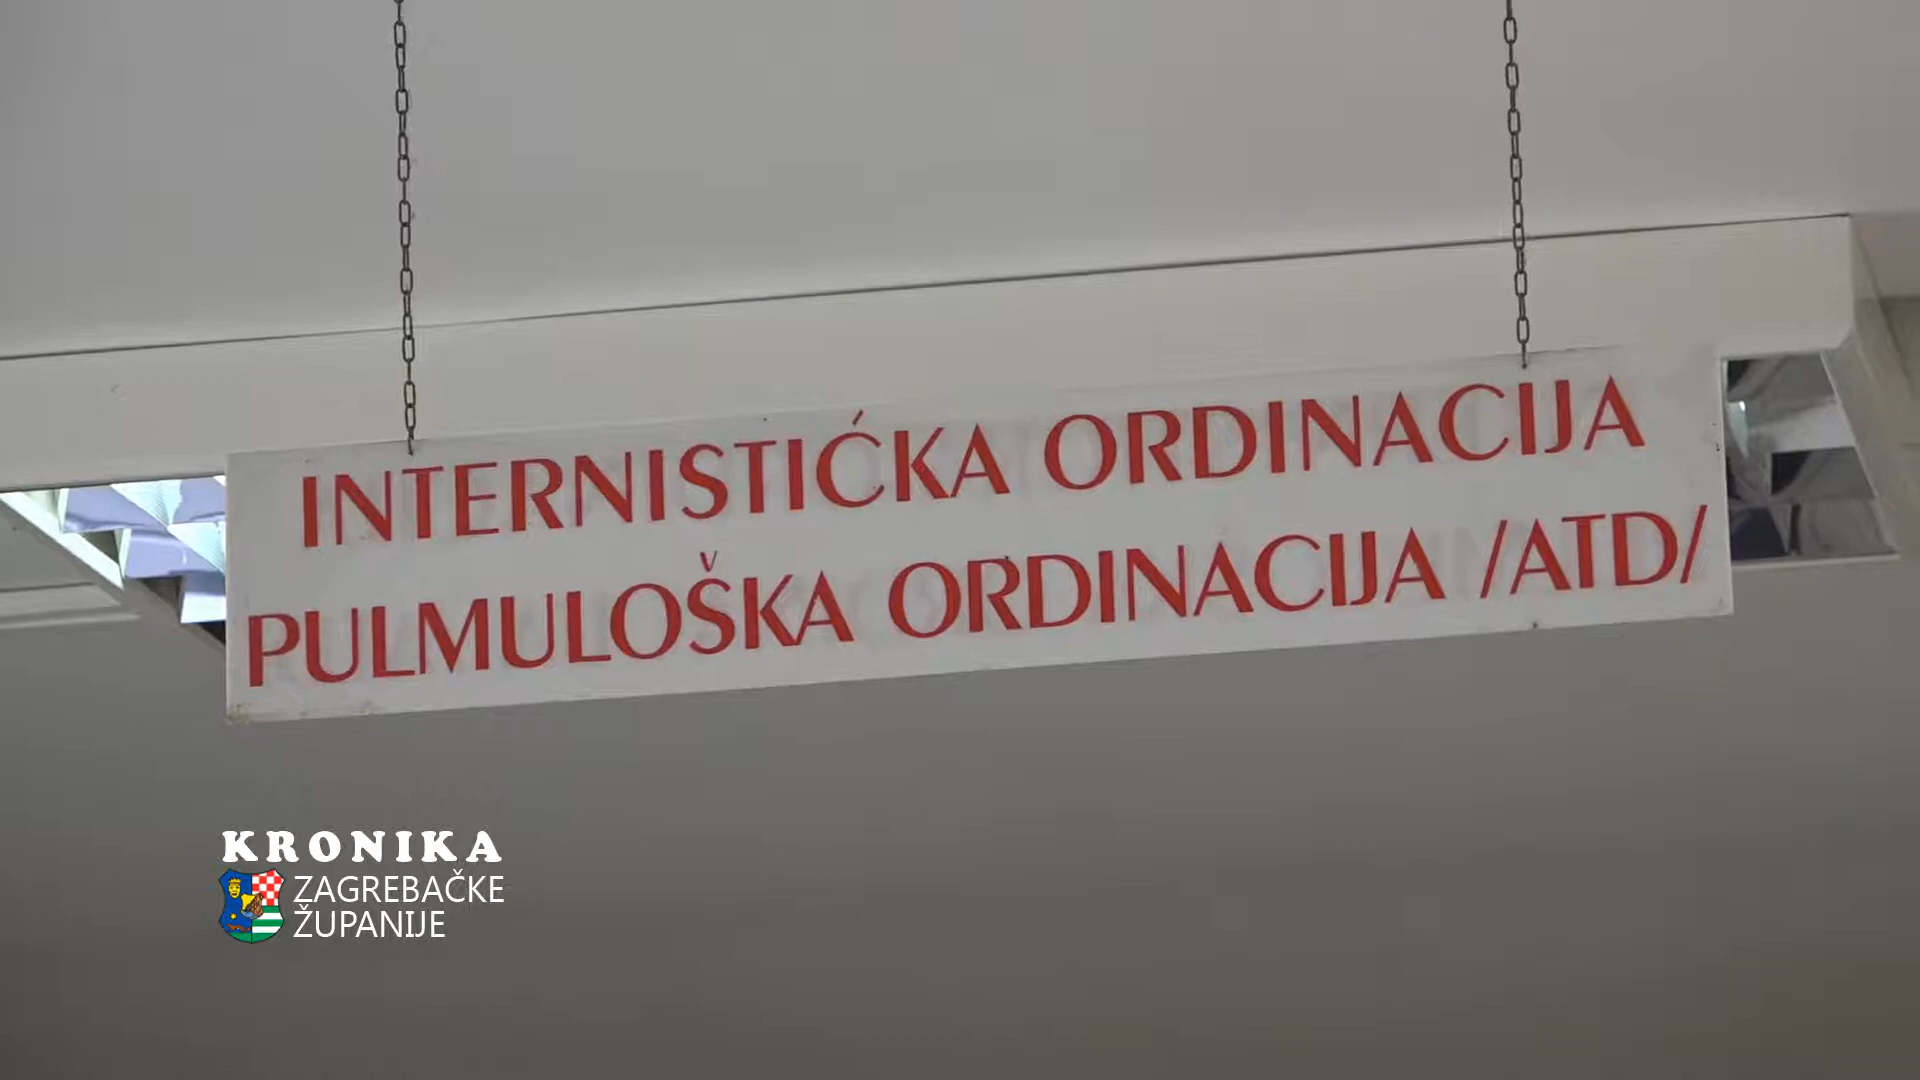 INTERNISTIĆKA ORDINACIJA
PULMULOŠKA ORDINACIJA /ATD/
KRONIKA
ZAGREBAČKE
ŽUPANIJE